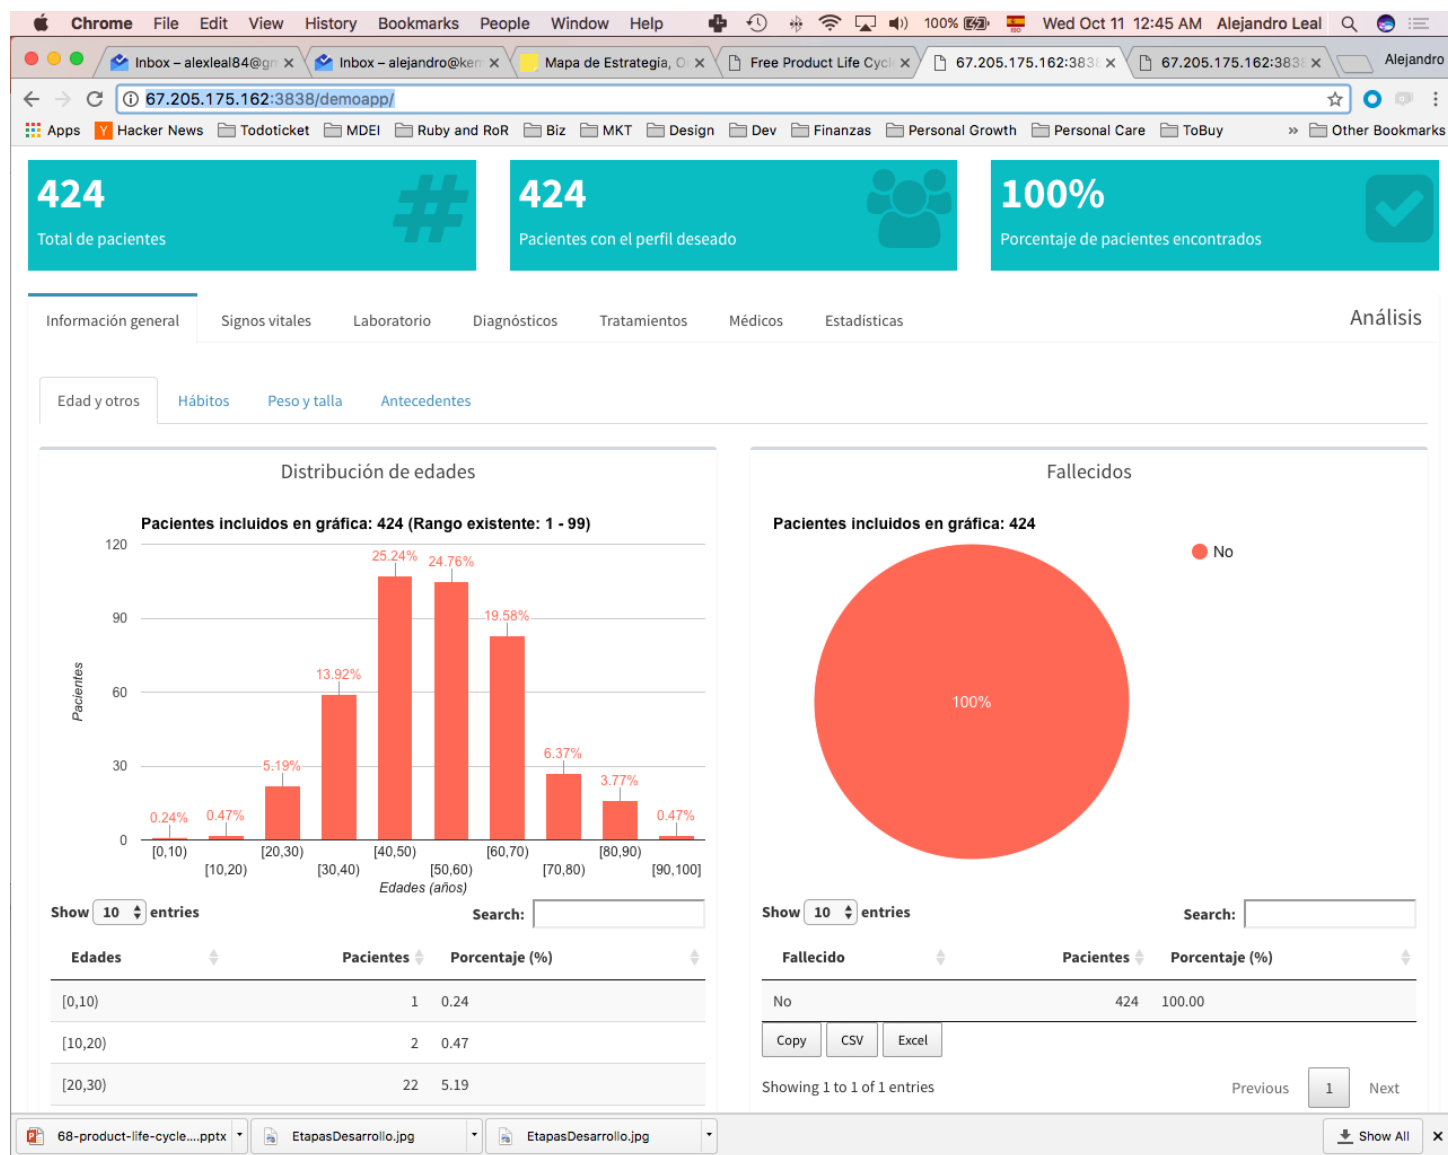 Chrome File Edit View History Bookmarks People Window Help 100% ISO Wed Oct 11 12:45 AM Alejandro Leal
Inbox – alexleal84@gm Inbox – alejandro@kem Mapa de Estrategia, O Free Product Life Cycle 67.205.175.162:3838 67.205.175.162:3838 Alejandro
67.205.175.162:3838/demoapp/
Apps Y Hacker News Todoticket MDEI Ruby and RoR Biz MKT Design Dev Finanzas Personal Growth Personal Care ToBuy » Other Bookmarks
424 # 424 100%
Total de pacientes Pacientes con el perfil deseado Porcentaje de pacientes encontrados
Información general Signos vitales Laboratorio Diagnósticos Tratamientos Médicos Estadísticas Análisis
Edad y otros Hábitos Peso y talla Antecedentes
Distribución de edades
Pacientes incluidos en gráfica: 424 (Rango existente: 1 - 99)
120
90
60
30
0
Pacientes
0.24% 0.47% 5.19% 13.92% 25.24% 24.76% 19.58% 6.37% 3.77% 0.47%
[0,10) [20,30) [40,50) [60,70) [80,90)
[10,20) [30,40) [50,60) [70,80) [90,100]
Edades (años)
Show 10 entries Search:
Edades Pacientes Porcentaje (%)
[0,10) 1 0.24
[10,20) 2 0.47
[20,30) 22 5.19
Fallecidos
Pacientes incluidos en gráfica: 424
No
100%
Show 10 entries Search:
Fallecido Pacientes Porcentaje (%)
No 424 100.00
Copy CSV Excel
Showing 1 to 1 of 1 entries Previous 1 Next
68-product-life-cycle....pptx EtapasDesarrollo.jpg EtapasDesarrollo.jpg Show All